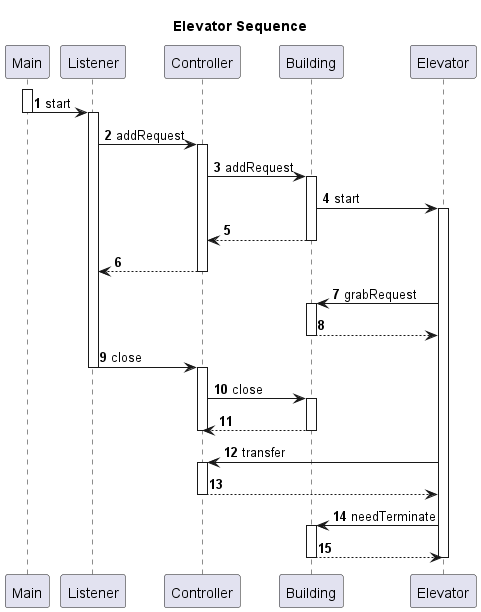 Elevator Sequence
Main Listener Controller Building Elevator
1 start
2 addRequest
3 addRequest
4 start
5
6
7 grabRequest
8
9 close
10 close
11
12 transfer
13
14 needTerminate
15
Main Listener Controller Building Elevator